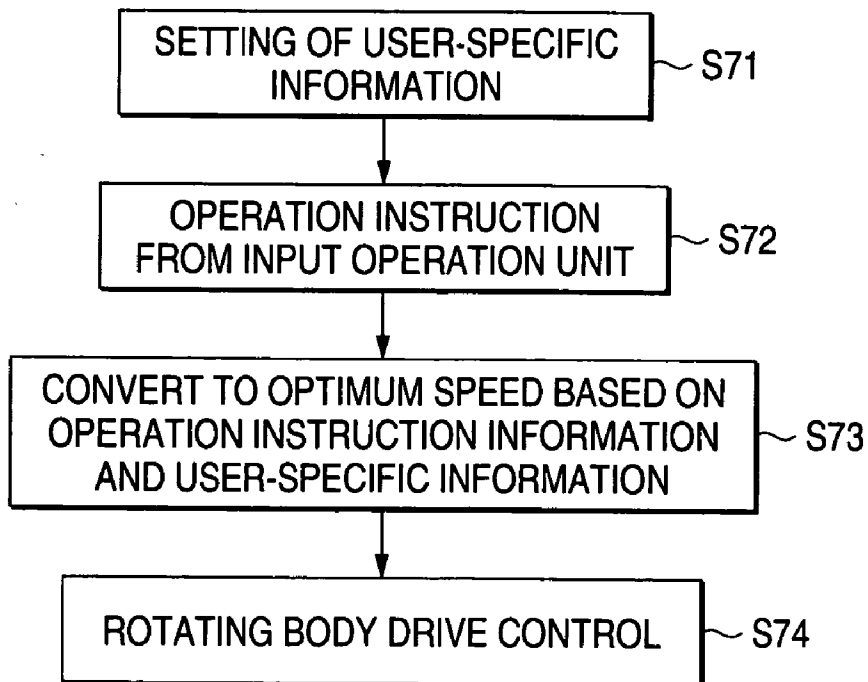 SETTING OF USER-SPECIFIC
INFORMATION
S71
OPERATION INSTRUCTION
FROM INPUT OPERATION UNIT
S72
CONVERT TO OPTIMUM SPEED BASED ON
OPERATION INSTRUCTION INFORMATION
AND USER-SPECIFIC INFORMATION
S73
ROTATING BODY DRIVE CONTROL
S74